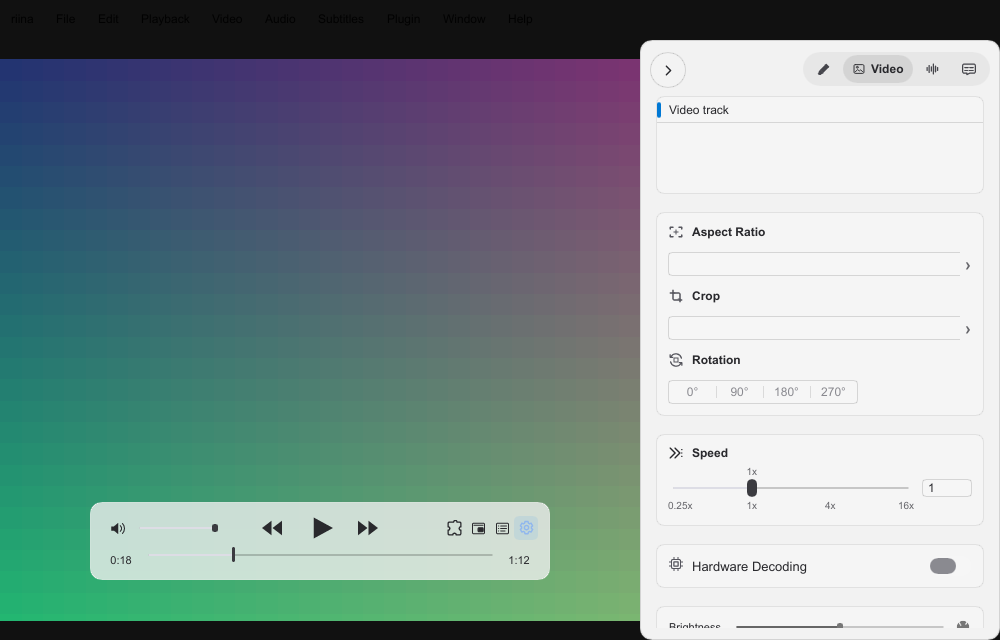 File Edit Playback Video Audio Subtitles Plugin Window Help
Video
Video track
Aspect Ratio
Crop
Rotation
0° 90° 180° 270°
Speed
1x
1
0.25x 1x 4x 16x
Hardware Decoding
Brightness
0:18 1:12